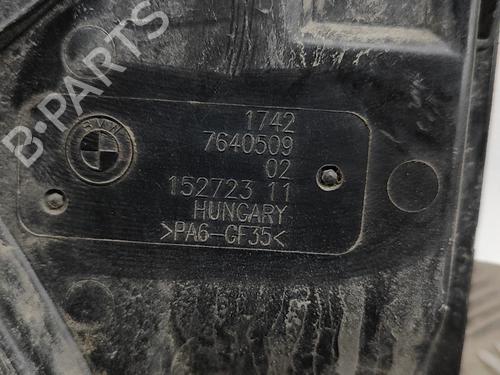 B-PARTS
BMW
1742
7640509
02
152723 11
HUNGARY
>PA6-GF35<